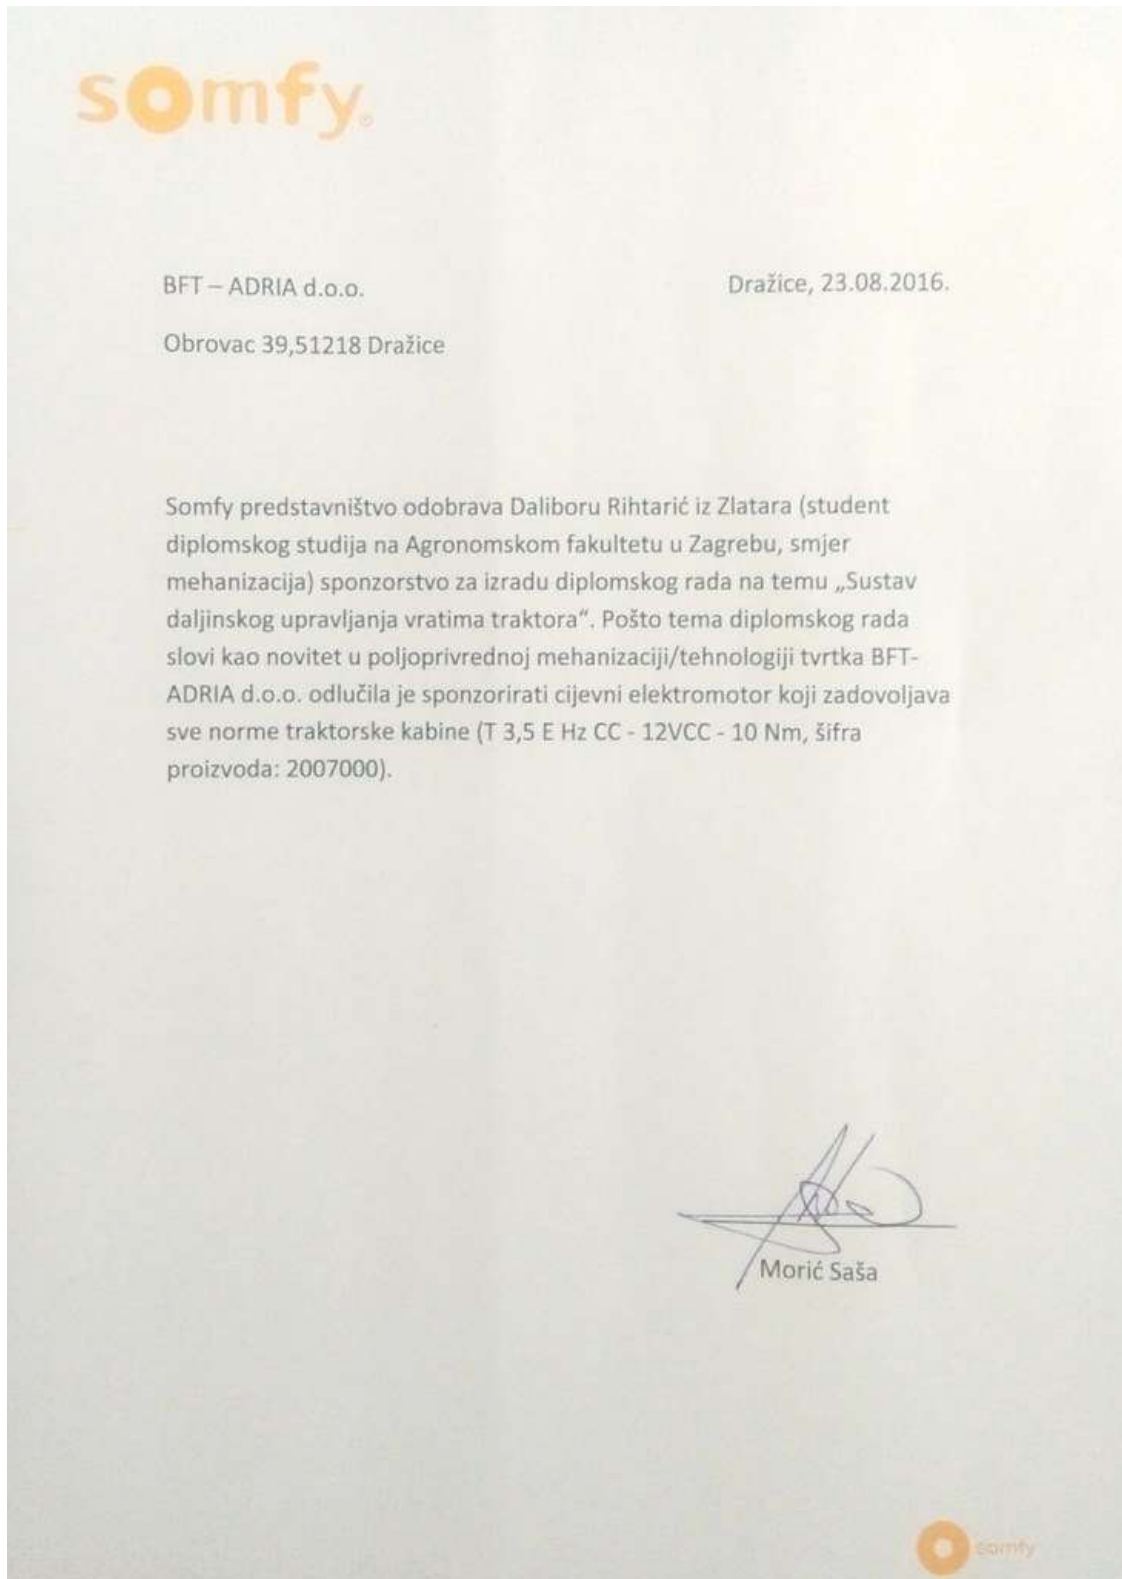 somfy®
BFT – ADRIA d.o.o.
Dražice, 23.08.2016.
Obrovac 39,51218 Dražice
Somfy predstavništvo odobrava Daliboru Rihtarić iz Zlatara (student
diplomskog studija na Agronomskom fakultetu u Zagrebu, smjer
mehanizacija) sponzorstvo za izradu diplomskog rada na temu „Sustav
daljinskog upravljanja vratima traktora“. Pošto tema diplomskog rada
slovi kao novitet u poljoprivrednoj mehanizaciji/tehnologiji tvrtka BFT-
ADRIA d.o.o. odlučila je sponzorirati cijevni elektromotor koji zadovoljava
sve norme traktorske kabine (T 3,5 E Hz CC - 12VCC - 10 Nm, šifra
proizvoda: 2007000).
Morić Saša
somfy